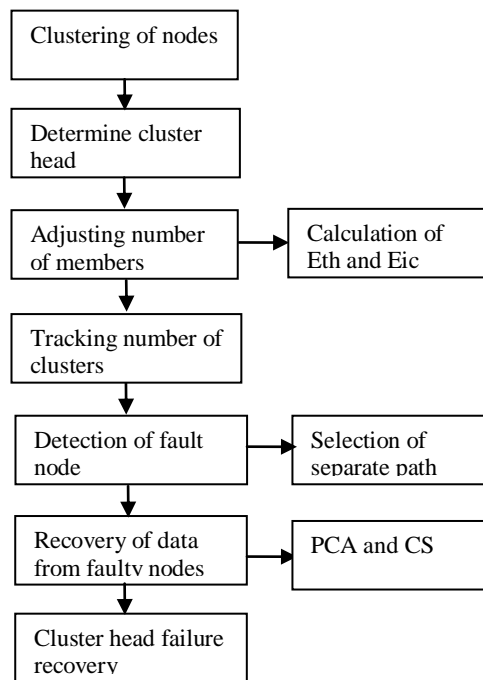 Clustering of nodes
Determine cluster
head
Adjusting number
of members
Calculation of
Eth and Eic
Tracking number of
clusters
Detection of fault
node
Selection of
separate path
Recovery of data
from faulty nodes
PCA and CS
Cluster head failure
recovery